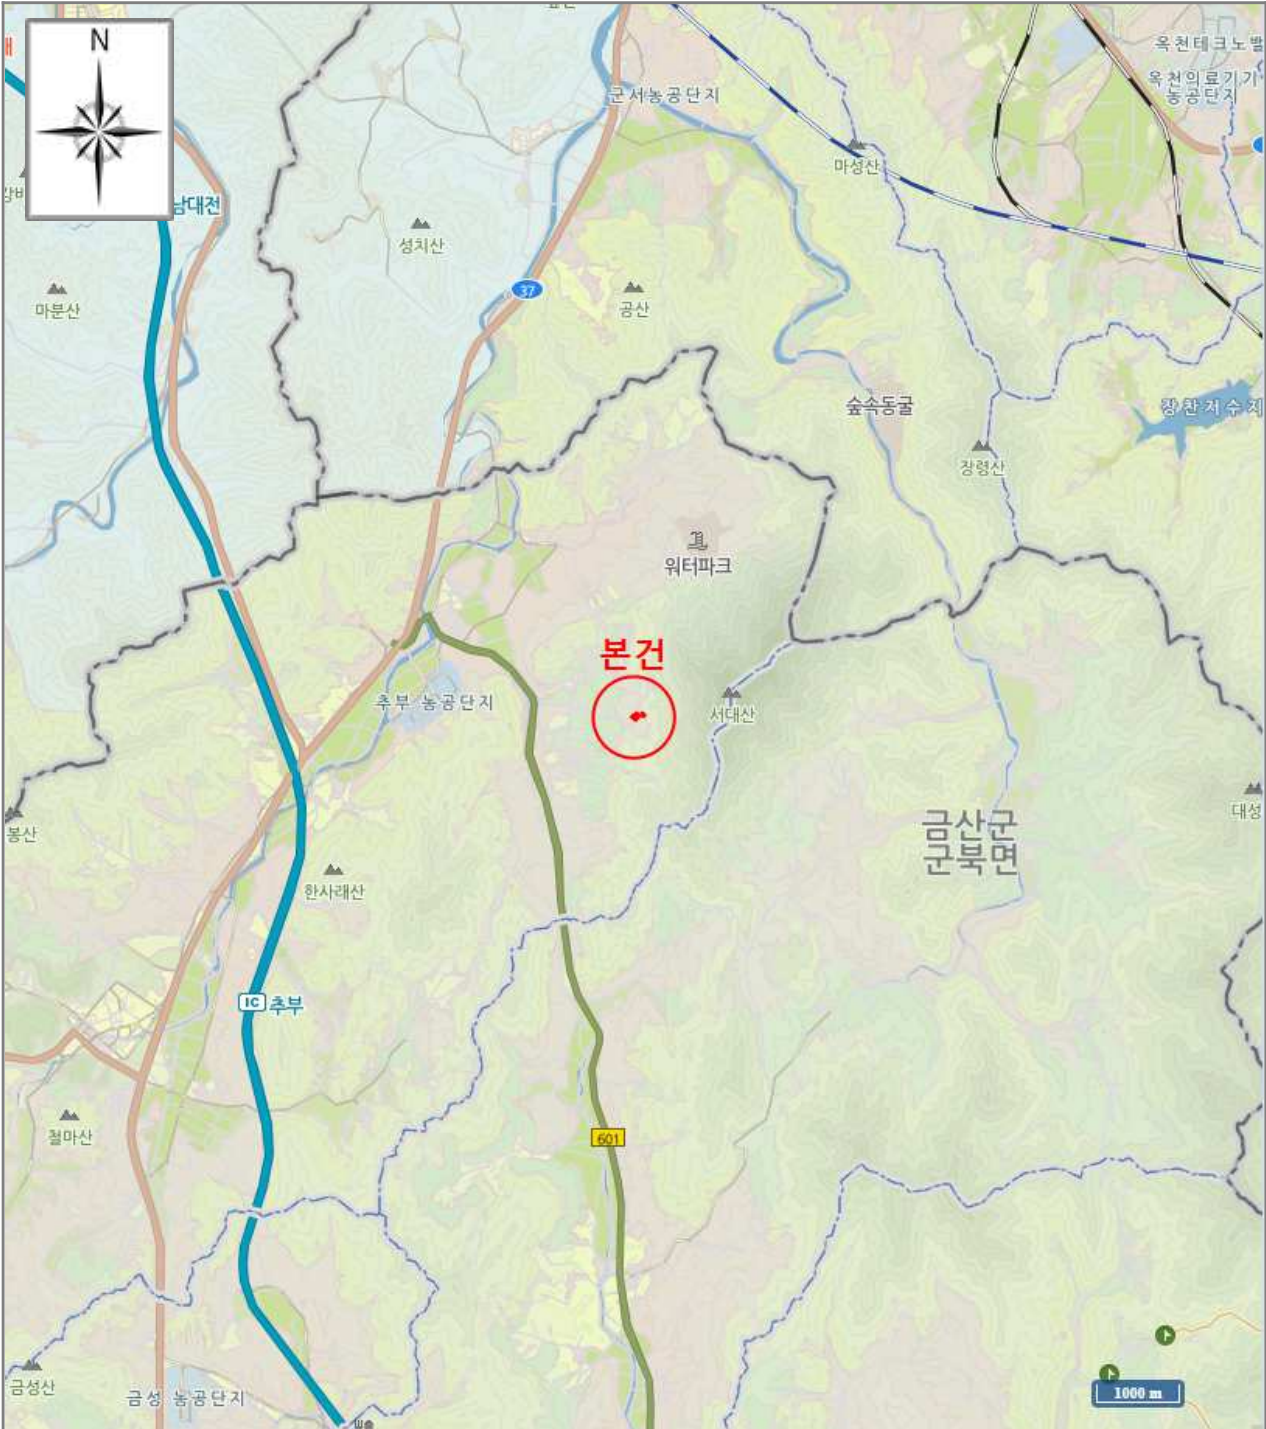 N
옥천테크노밸
옥천의료기기
농공단지
군서농공단지
마성산
남대전
성치산
37
마분산
공산
숲속동굴
장찬저수지
장령산
워터파크
본건
추부 농공단지
서대산
금산군
군북면
대성
봉산
한사래산
IC 추부
철마산
601
금성산
금성 농공단지
1000 m